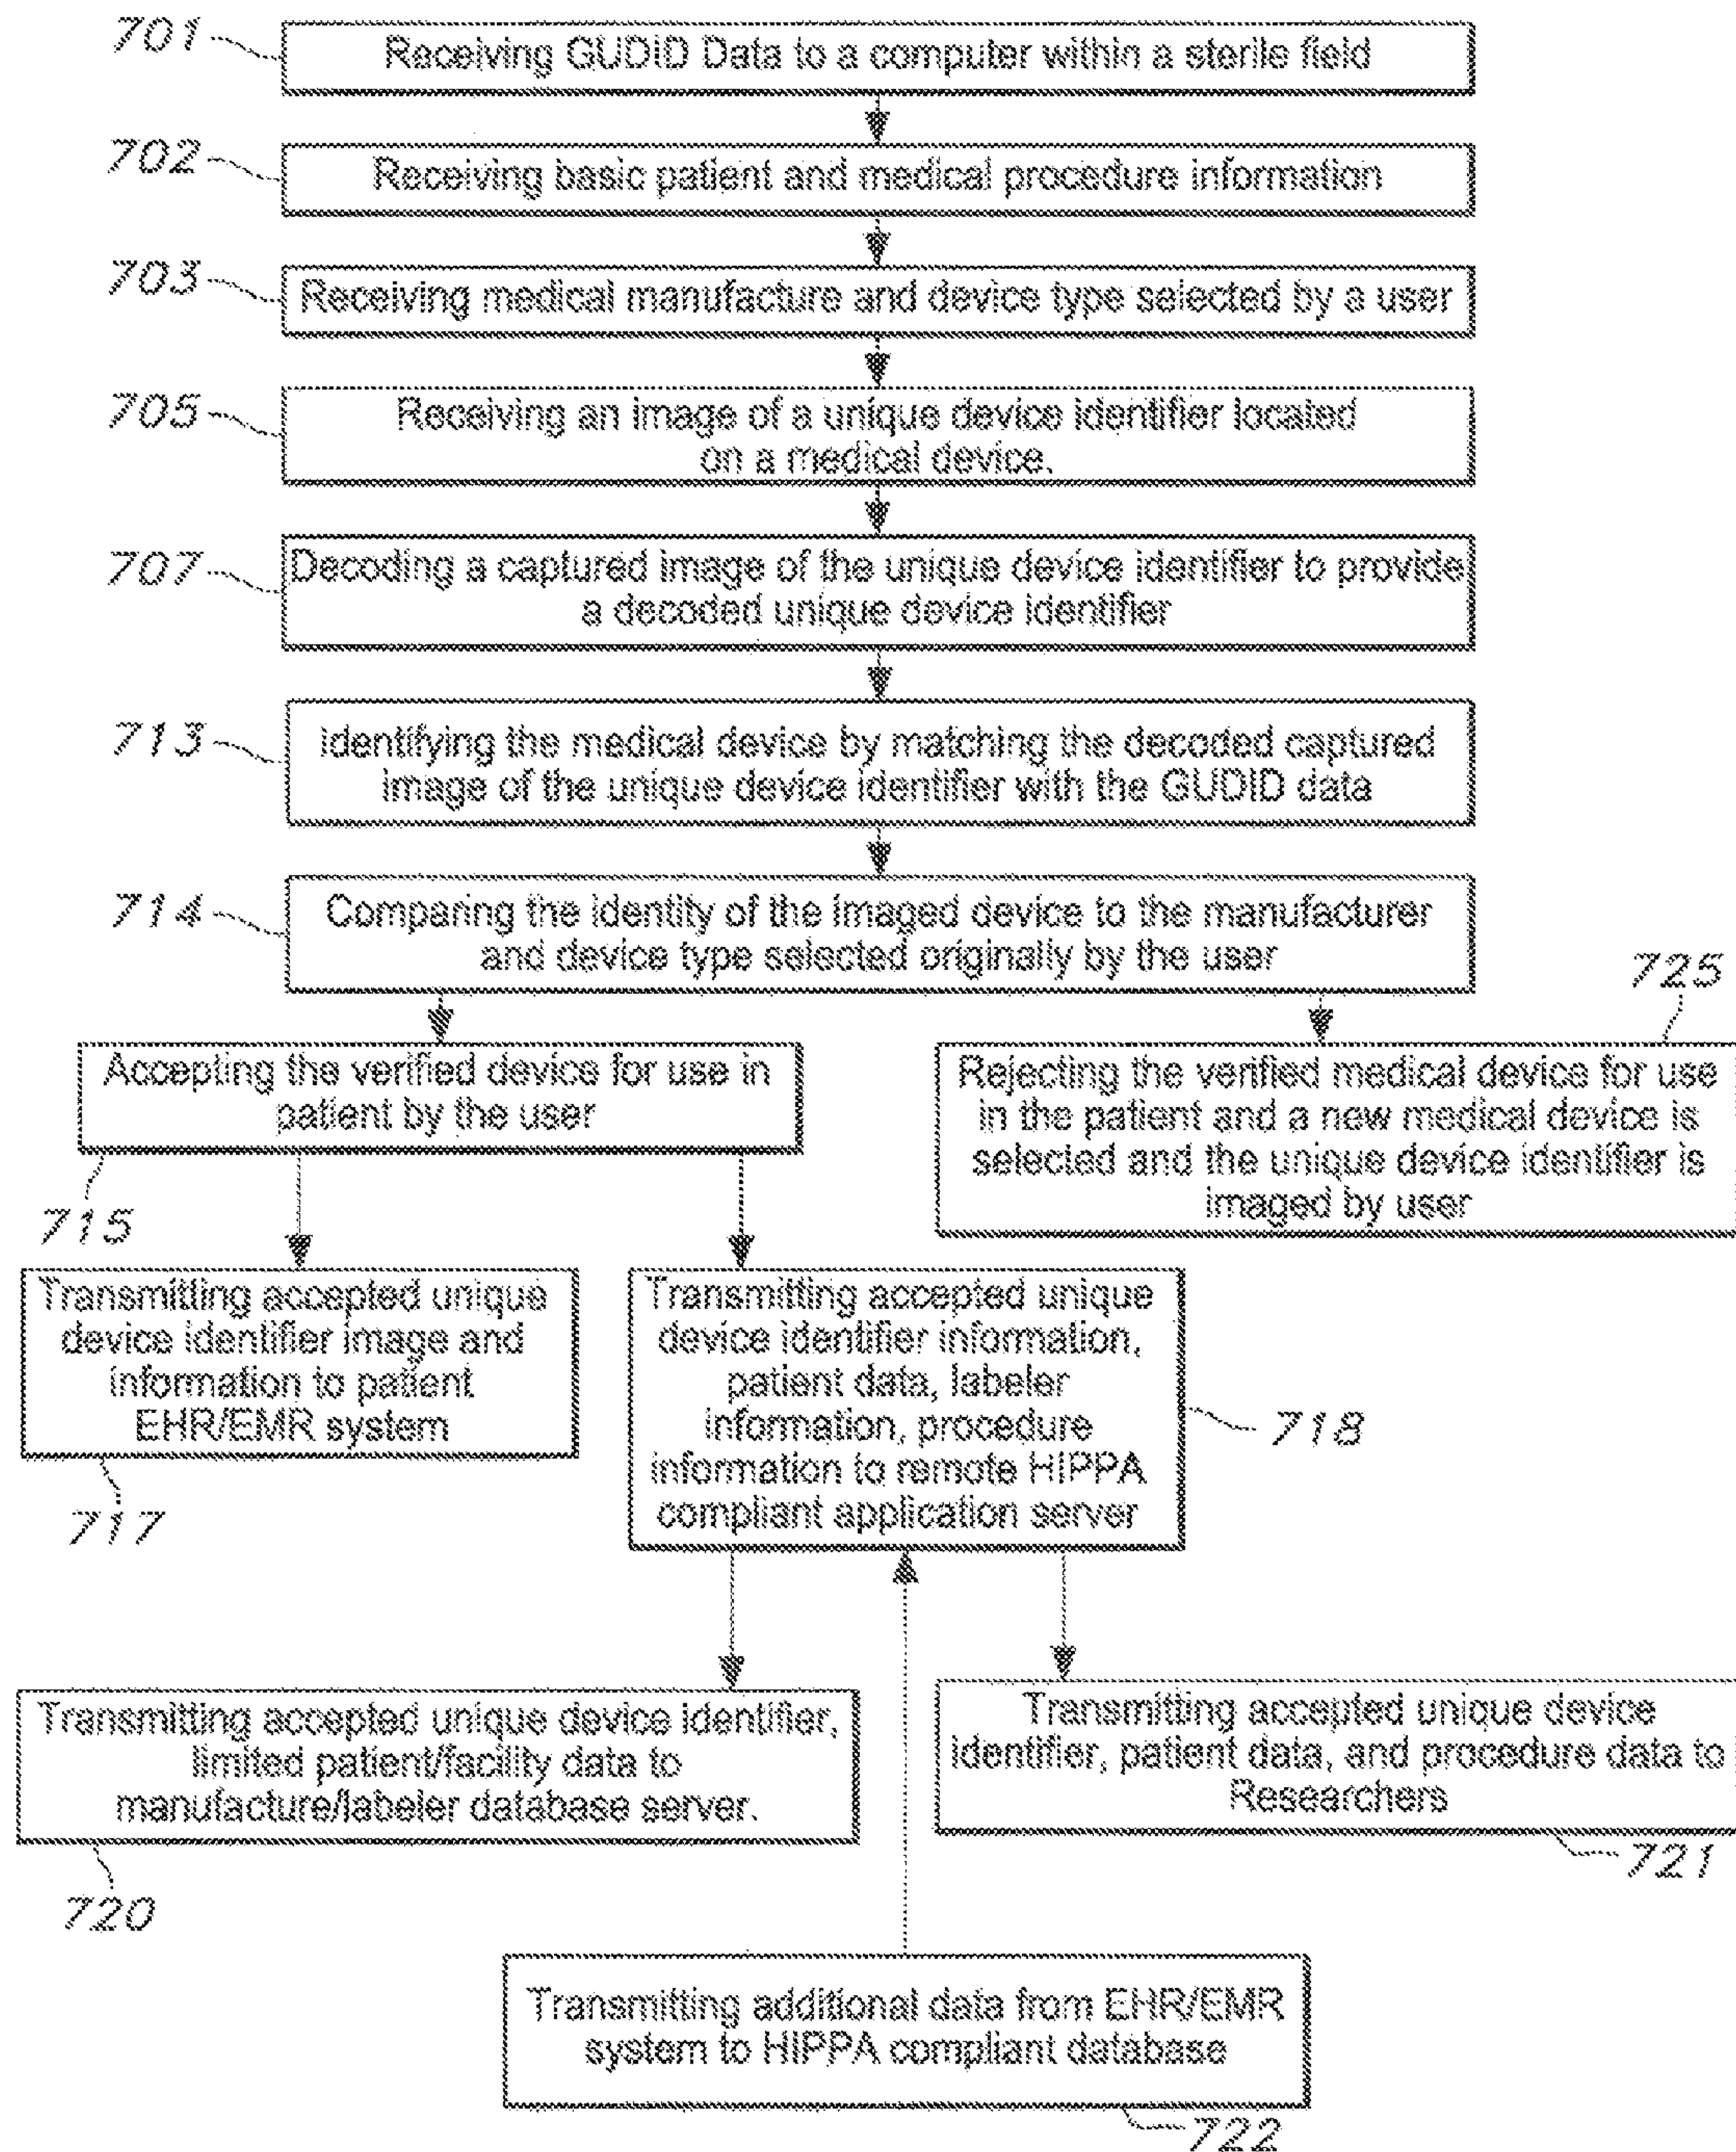 701
Receiving GUDID Data to a computer within a sterile field
702
Receiving basic patient and medical procedure information
703
Receiving medical manufacture and device type selected by a user
705
Receiving an image of a unique device identifier located
on a medical device.
707
Decoding a captured image of the unique device identifier to provide
a decoded unique device identifier
713
identifying the medical device by matching the decoded captured
image of the unique device identifier with the GUDID data
714
Comparing the identity of the imaged device to the manufacturer
and device type selected originally by the user
725
Accepting the verified device for use in
patient by the user
715
Rejecting the verified medical device for use
in the patient and a new medical device is
selected and the unique device identifier is
imaged by user
Transmitting accepted unique
device identifier image and
information to patient
EHR/EMR system
717
Transmitting accepted unique
device identifier information,
patient data, labeler
information, procedure
information to remote HIPPA
compliant application server
718
Transmitting accepted unique device identifier,
limited patient/facility data to
manufacture/labeler database server.
720
Transmitting accepted unique device
identifier, patient data, and procedure data to
Researchers
721
Transmitting additional data from EHR/EMR
system to HIPPA compliant database
722